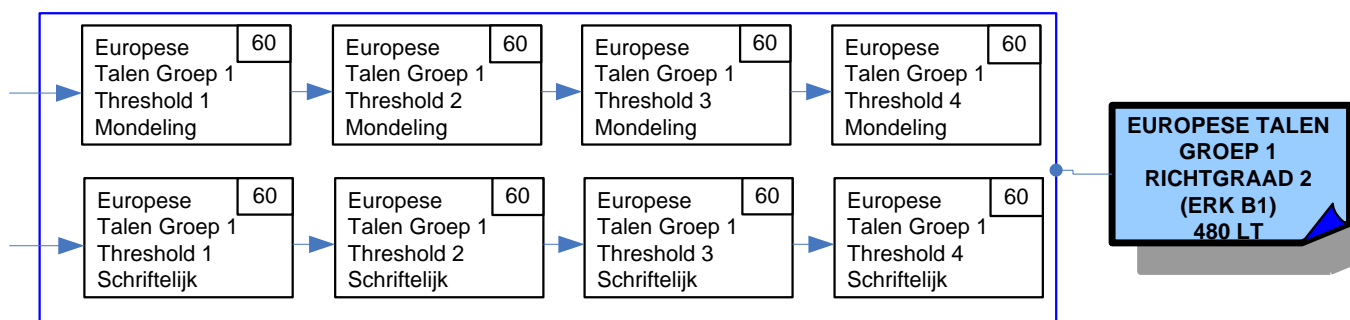 Europese
Talen Groep 1
Threshold 1
Mondeling
60
Europese
Talen Groep 1
Threshold 2
Mondeling
60
Europese
Talen Groep 1
Threshold 3
Mondeling
60
Europese
Talen Groep 1
Threshold 4
Mondeling
60
Europese
Talen Groep 1
Threshold 1
Schriftelijk
60
Europese
Talen Groep 1
Threshold 2
Schriftelijk
60
Europese
Talen Groep 1
Threshold 3
Schriftelijk
60
Europese
Talen Groep 1
Threshold 4
Schriftelijk
60
EUROPESE TALEN
GROEP 1
RICHTGRAAD 2
(ERK B1)
480 LT